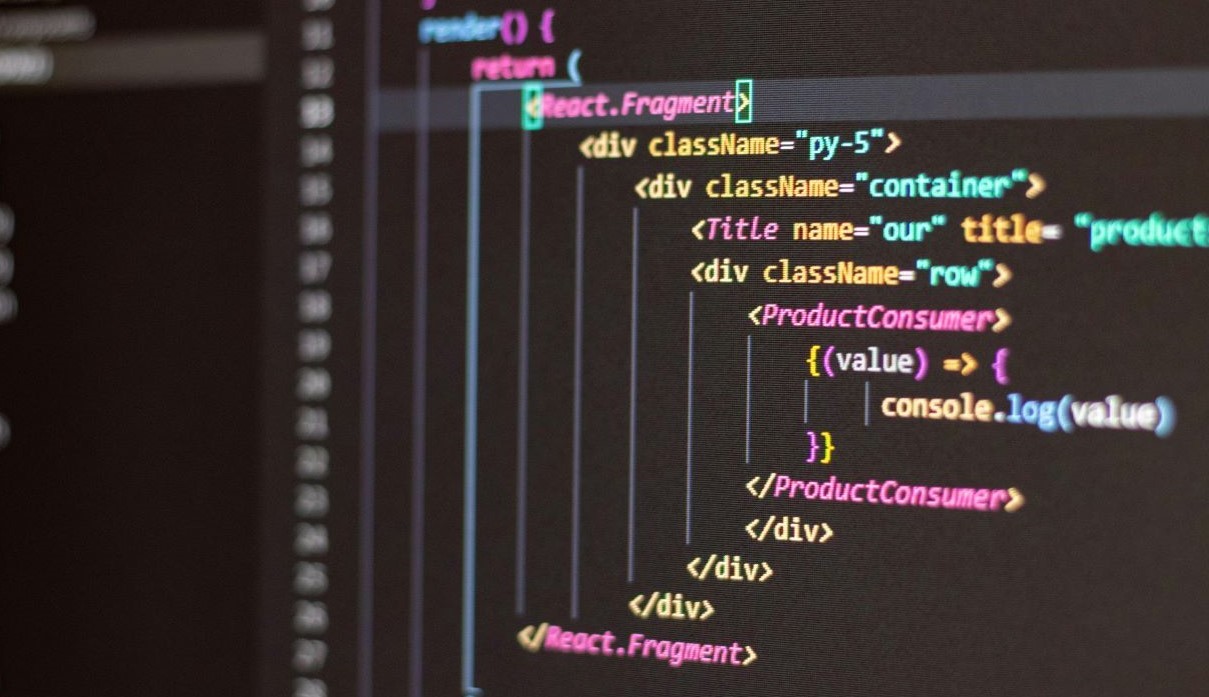 render() {
return (
<React.Fragment>
<div className="py-5">
<div className="container">
<Title name="our" title= "product
<div className="row">
<ProductConsumer>
{(value) => {
console.log(value)
}}
</ProductConsumer>
</div>
</div>
</div>
</React.Fragment>